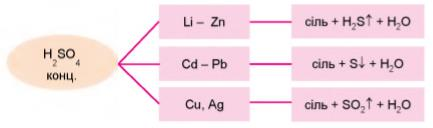 H₂SO₄
конц.
Li – Zn
сіль + H₂S↑ + H₂O
Cd – Pb
сіль + S↓ + H₂O
Cu, Ag
сіль + SO₂↑ + H₂O